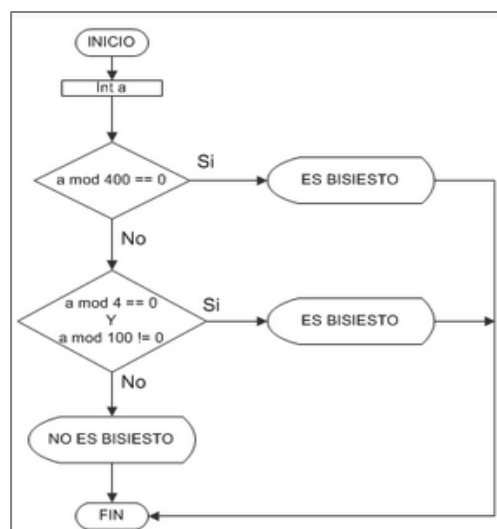 INICIO
Int a
a mod 400 == 0
Si
ES BISIESTO
No
a mod 4 == 0
Y
a mod 100 != 0
Si
ES BISIESTO
No
NO ES BISIESTO
FIN